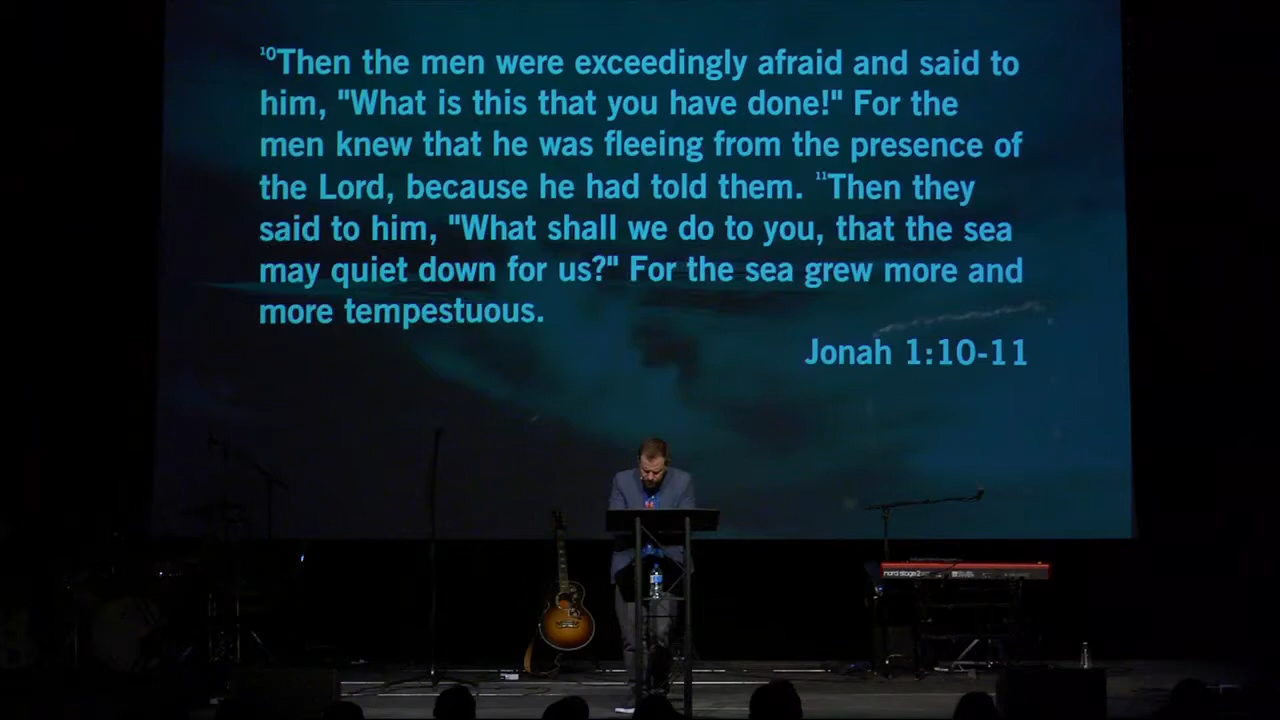 ¹⁰Then the men were exceedingly afraid and said to
him, "What is this that you have done!" For the
men knew that he was fleeing from the presence of
the Lord, because he had told them. ¹¹Then they
said to him, "What shall we do to you, that the sea
may quiet down for us?" For the sea grew more and
more tempestuous.
Jonah 1:10-11
nord stage 2